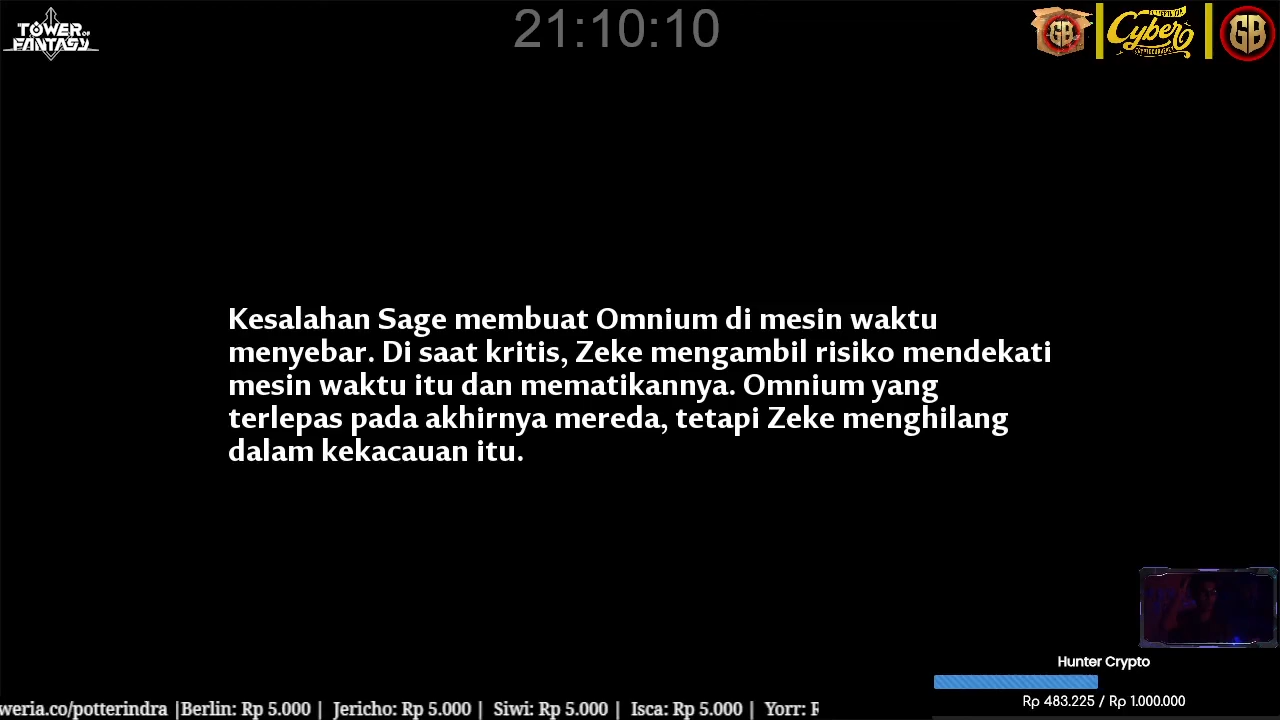 TOWER OF
FANTASY
21:10:10
GB
Cyber
GB
Kesalahan Sage membuat Omnium di mesin waktu
menyebar. Di saat kritis, Zeke mengambil risiko mendekati
mesin waktu itu dan mematikannya. Omnium yang
terlepas pada akhirnya mereda, tetapi Zeke menghilang
dalam kekacauan itu.
Hunter Crypto
Rp 483.225 / Rp 1.000.000
weria.co/potterindra |Berlin: Rp 5.000 | Jericho: Rp 5.000 | Siwi: Rp 5.000 | Isca: Rp 5.000 | Yorr: